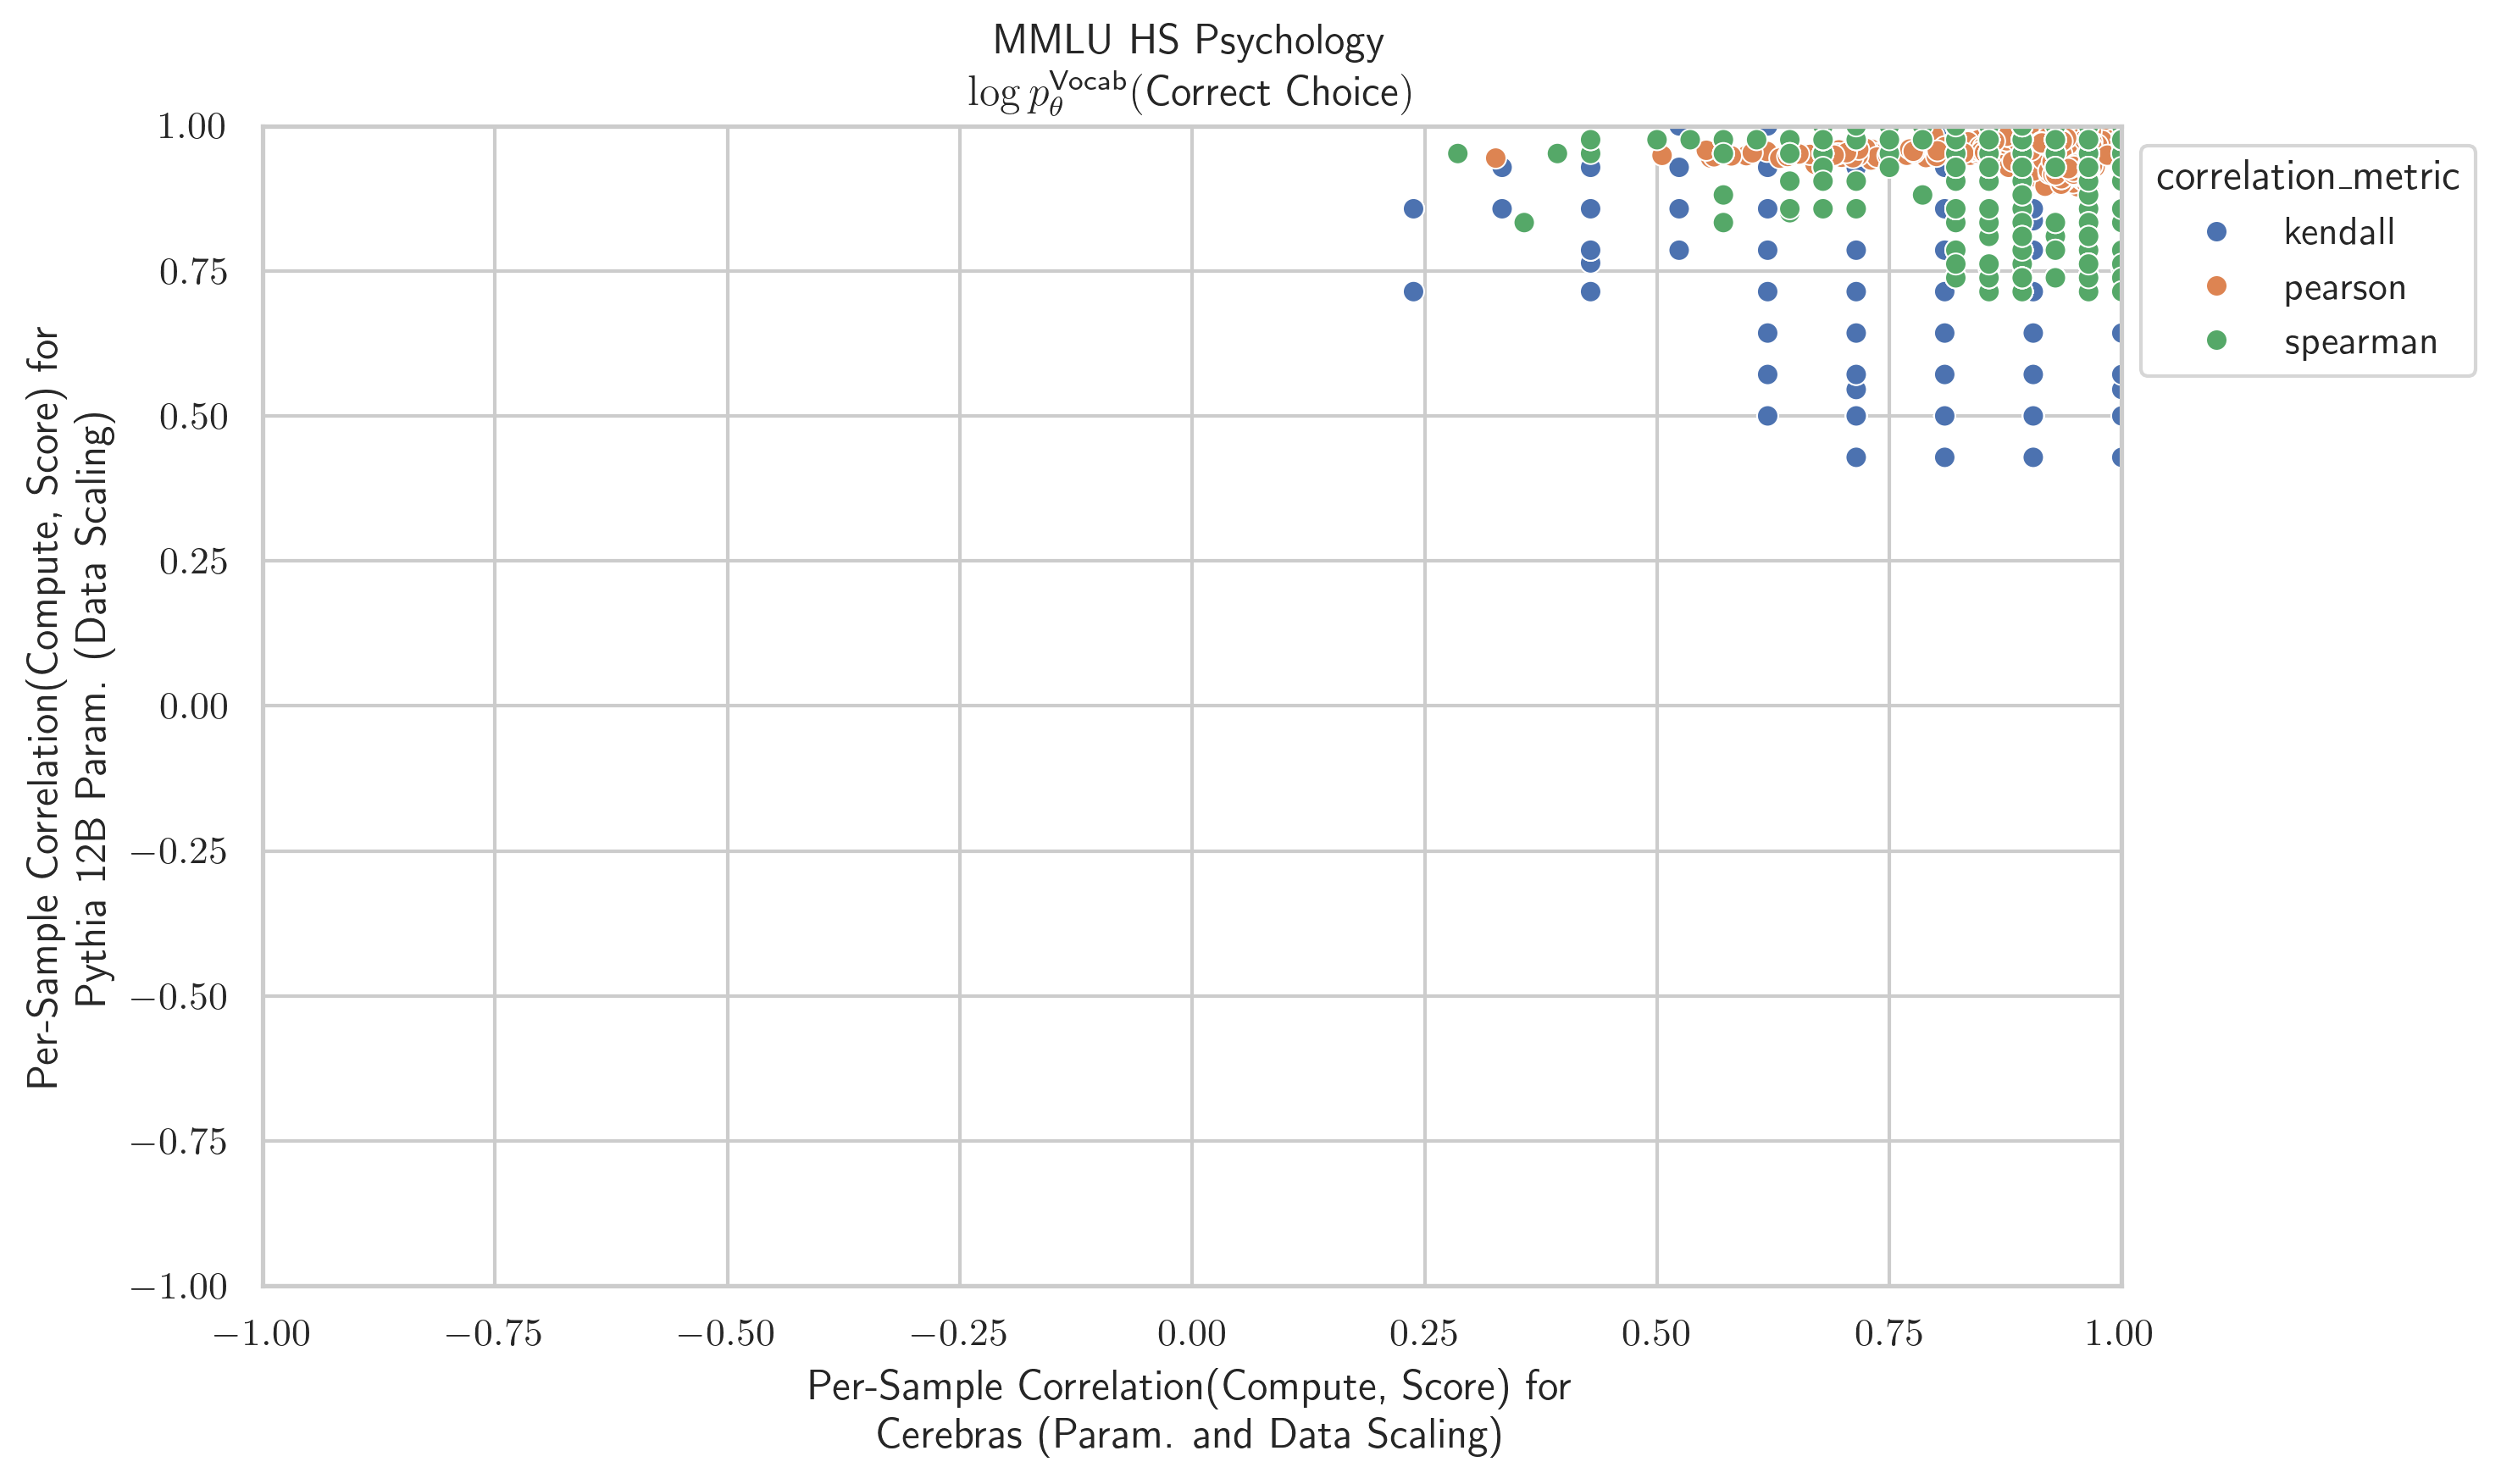 MMLU HS Psychology
log p_θ^Vocab(Correct Choice)
Per-Sample Correlation(Compute, Score) for
Pythia 12B Param. (Data Scaling)
1.00
0.75
0.50
0.25
0.00
−0.25
−0.50
−0.75
−1.00
correlation_metric
kendall
pearson
spearman
−1.00
−0.75
−0.50
−0.25
0.00
0.25
0.50
0.75
1.00
Per-Sample Correlation(Compute, Score) for
Cerebras (Param. and Data Scaling)